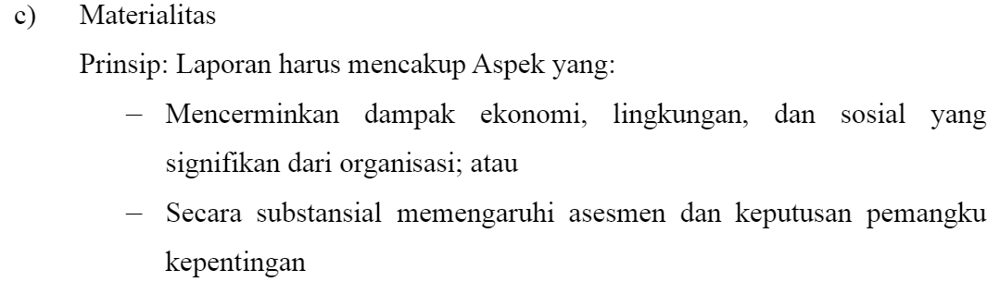 c) Materialitas
Prinsip: Laporan harus mencakup Aspek yang:
– Mencerminkan dampak ekonomi, lingkungan, dan sosial yang
signifikan dari organisasi; atau
– Secara substansial memengaruhi asesmen dan keputusan pemangku
kepentingan